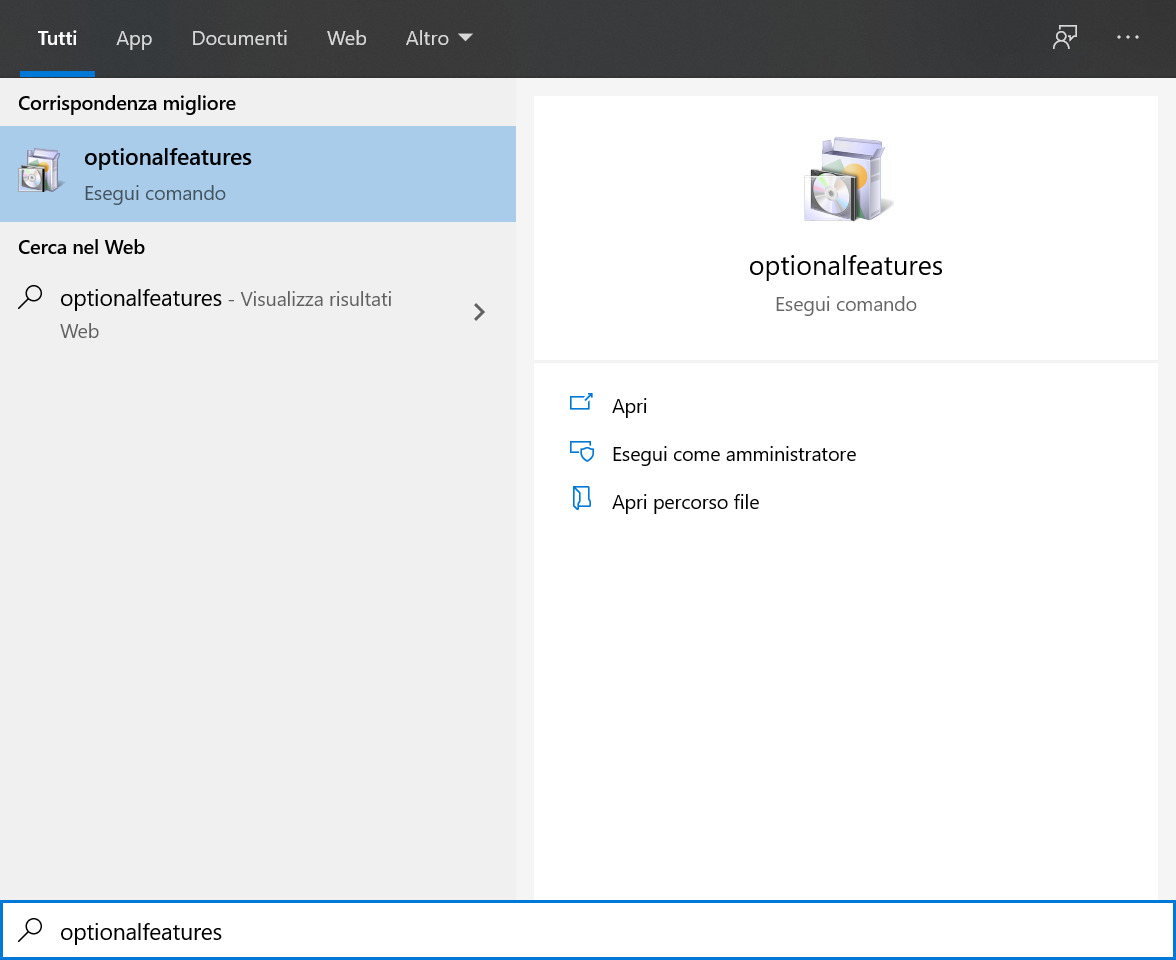 Tutti App Documenti Web Altro
Corrispondenza migliore
optionalfeatures
Esegui comando
Cerca nel Web
optionalfeatures - Visualizza risultati
Web
optionalfeatures
Esegui comando
Apri
Esegui come amministratore
Apri percorso file
optionalfeatures